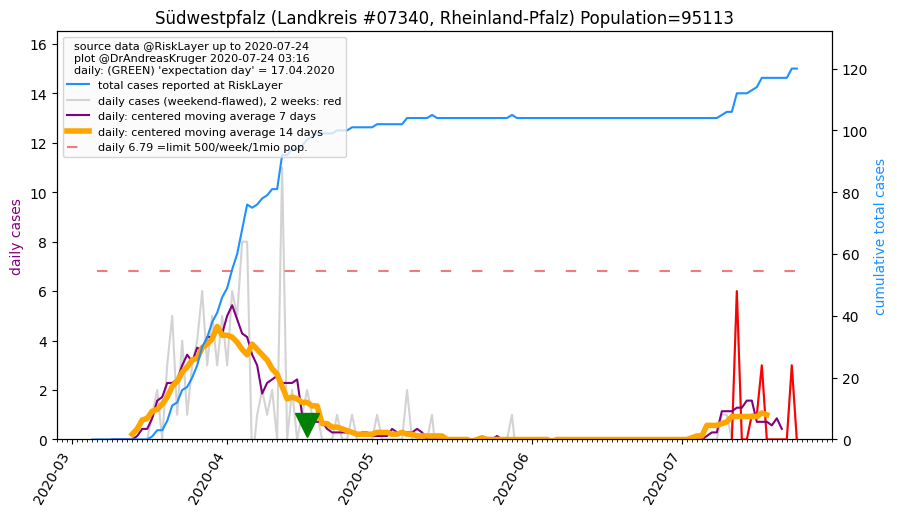 Südwestpfalz (Landkreis #07340, Rheinland-Pfalz) Population=95113
source data @RiskLayer up to 2020-07-24
plot @DrAndreasKruger 2020-07-24 03:16
daily: (GREEN) 'expectation day' = 17.04.2020
total cases reported at RiskLayer
daily cases (weekend-flawed), 2 weeks: red
daily: centered moving average 7 days
daily: centered moving average 14 days
daily 6.79 =limit 500/week/1mio pop.
daily cases
16
14
12
10
8
6
4
2
0
cumulative total cases
120
100
80
60
40
20
0
2020-03
2020-04
2020-05
2020-06
2020-07